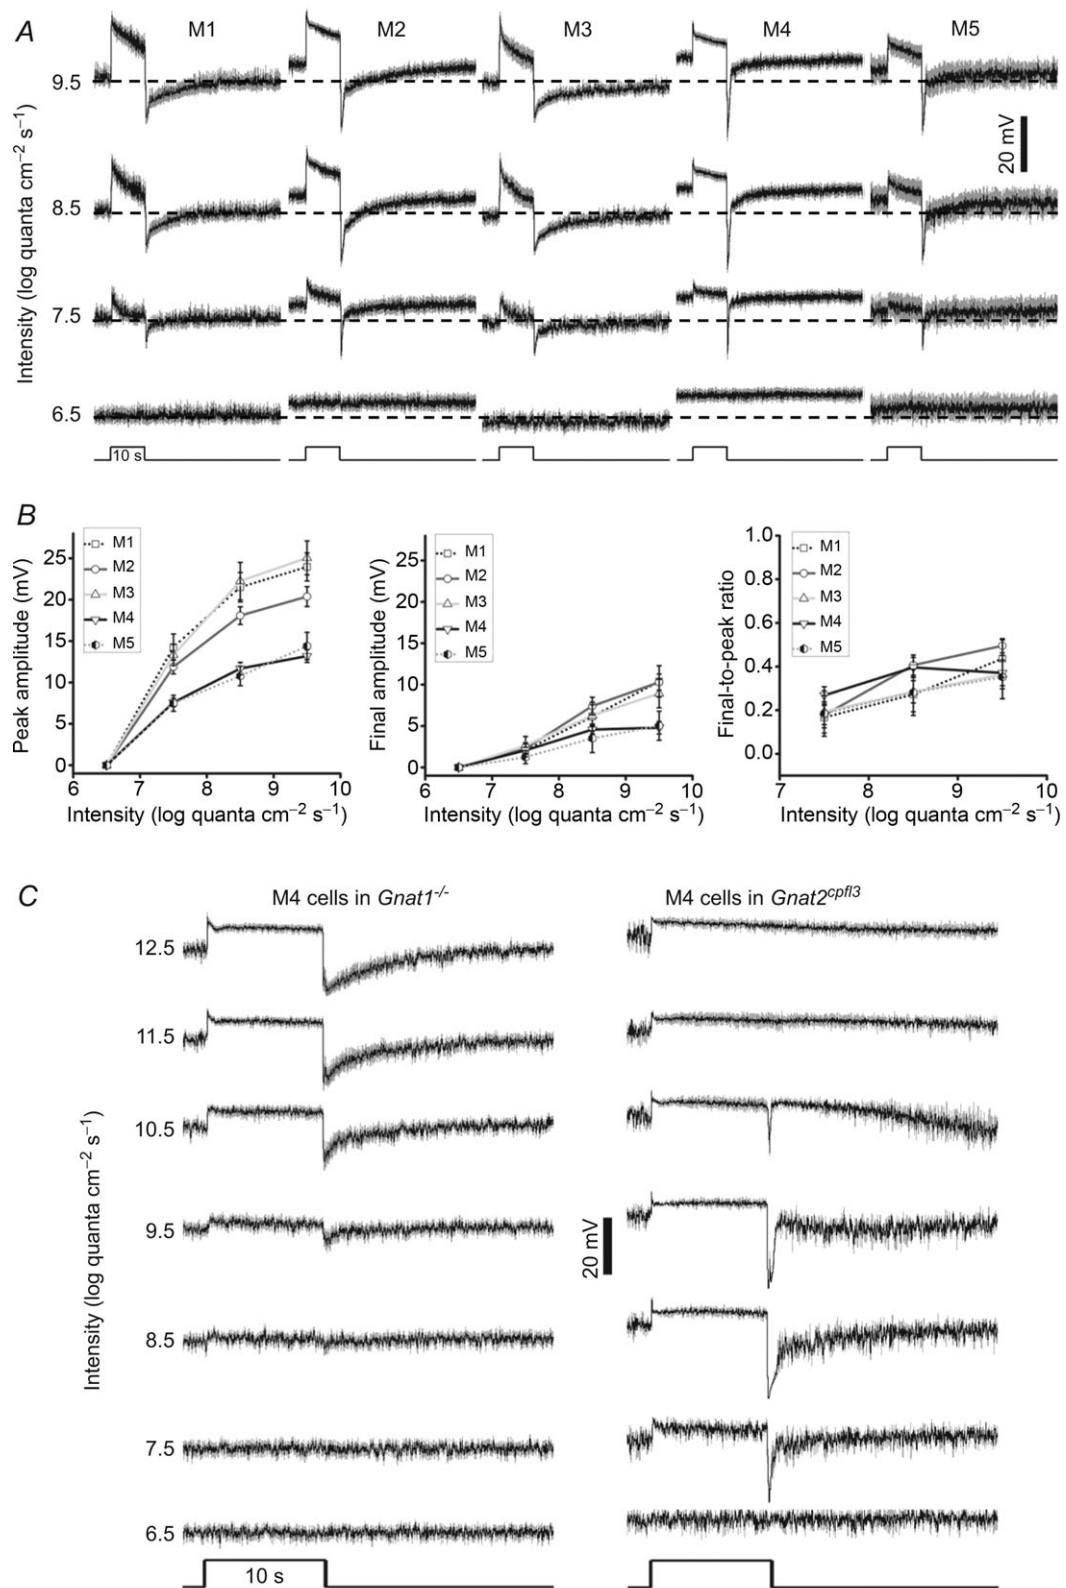 A
M1
M2
M3
M4
M5
Intensity (log quanta cm⁻² s⁻¹)
9.5
8.5
7.5
6.5
20 mV
10 s
B
Peak amplitude (mV)
25
20
15
10
5
0
M1
M2
M3
M4
M5
6 7 8 9 10
Intensity (log quanta cm⁻² s⁻¹)
Final amplitude (mV)
25
20
15
10
5
0
M1
M2
M3
M4
M5
6 7 8 9 10
Intensity (log quanta cm⁻² s⁻¹)
Final-to-peak ratio
1.0
0.8
0.6
0.4
0.2
0.0
M1
M2
M3
M4
M5
7 8 9 10
Intensity (log quanta cm⁻² s⁻¹)
C
M4 cells in Gnat1⁻/⁻
M4 cells in Gnat2ᶜᵖᶠˡ³
Intensity (log quanta cm⁻² s⁻¹)
12.5
11.5
10.5
9.5
8.5
7.5
6.5
20 mV
10 s